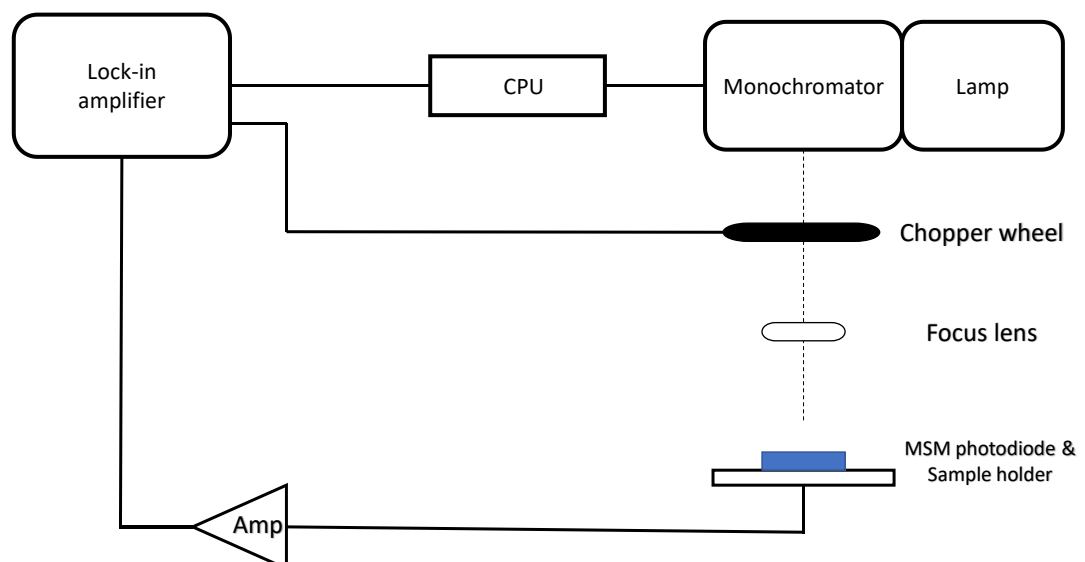 Lock-in
amplifier
CPU
Monochromator
Lamp
Chopper wheel
Focus lens
MSM photodiode &
Sample holder
Amp